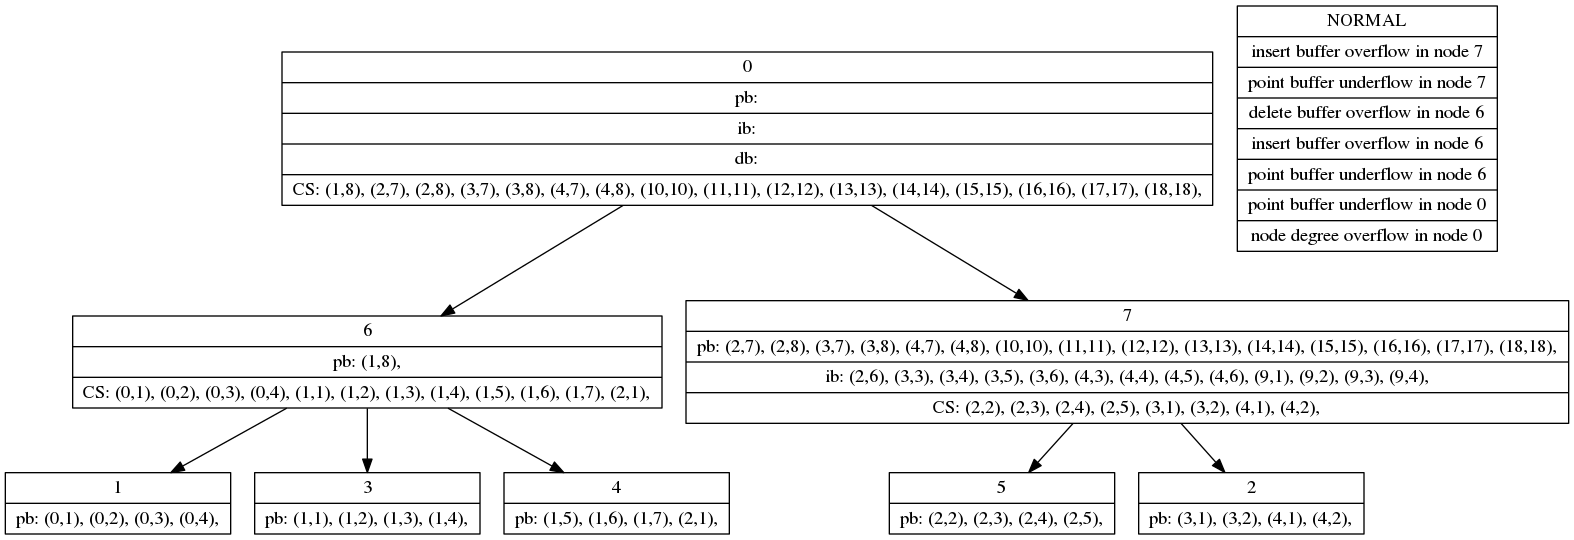 NORMAL
insert buffer overflow in node 7
point buffer underflow in node 7
delete buffer overflow in node 6
insert buffer overflow in node 6
point buffer underflow in node 6
point buffer underflow in node 0
node degree overflow in node 0
0
pb:
ib:
db:
CS: (1,8), (2,7), (2,8), (3,7), (3,8), (4,7), (4,8), (10,10), (11,11), (12,12), (13,13), (14,14), (15,15), (16,16), (17,17), (18,18),
6
pb: (1,8),
CS: (0,1), (0,2), (0,3), (0,4), (1,1), (1,2), (1,3), (1,4), (1,5), (1,6), (1,7), (2,1),
7
pb: (2,7), (2,8), (3,7), (3,8), (4,7), (4,8), (10,10), (11,11), (12,12), (13,13), (14,14), (15,15), (16,16), (17,17), (18,18),
ib: (2,6), (3,3), (3,4), (3,5), (3,6), (4,3), (4,4), (4,5), (4,6), (9,1), (9,2), (9,3), (9,4),
CS: (2,2), (2,3), (2,4), (2,5), (3,1), (3,2), (4,1), (4,2),
1
pb: (0,1), (0,2), (0,3), (0,4),
3
pb: (1,1), (1,2), (1,3), (1,4),
4
pb: (1,5), (1,6), (1,7), (2,1),
5
pb: (2,2), (2,3), (2,4), (2,5),
2
pb: (3,1), (3,2), (4,1), (4,2),